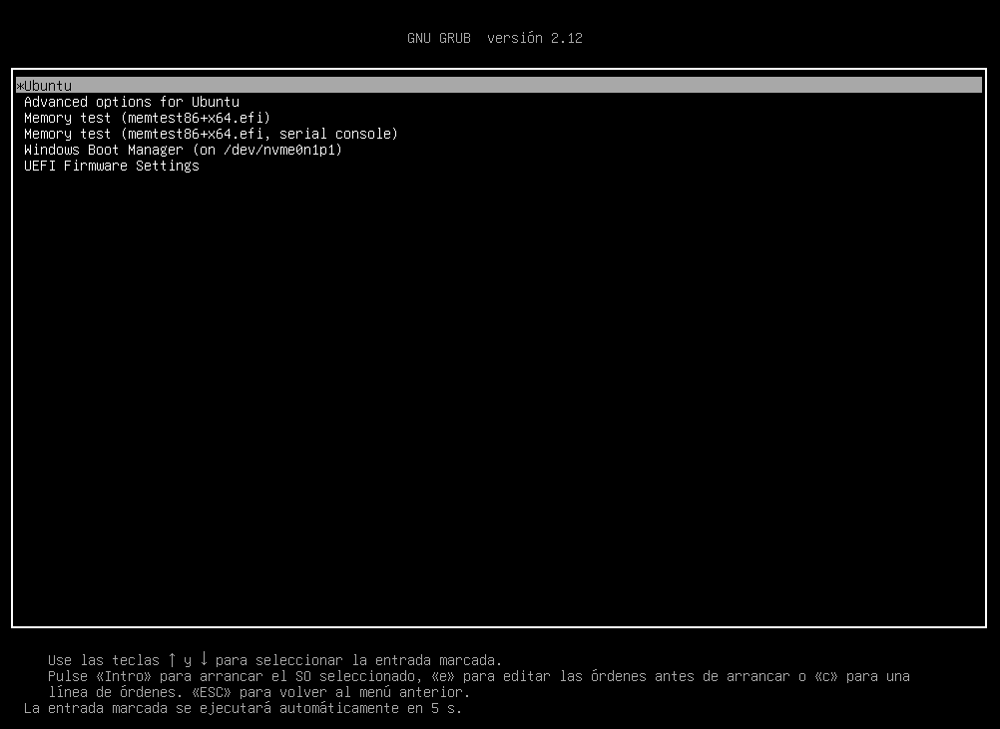 GNU GRUB  versión 2.12
*Ubuntu
Advanced options for Ubuntu
Memory test (memtest86+x64.efi)
Memory test (memtest86+x64.efi, serial console)
Windows Boot Manager (on /dev/nvme0n1p1)
UEFI Firmware Settings
Use las teclas ↑ y ↓ para seleccionar la entrada marcada.
Pulse «Intro» para arrancar el SO seleccionado, «e» para editar las órdenes antes de arrancar o «c» para una
línea de órdenes. «ESC» para volver al menú anterior.
La entrada marcada se ejecutará automáticamente en 5 s.